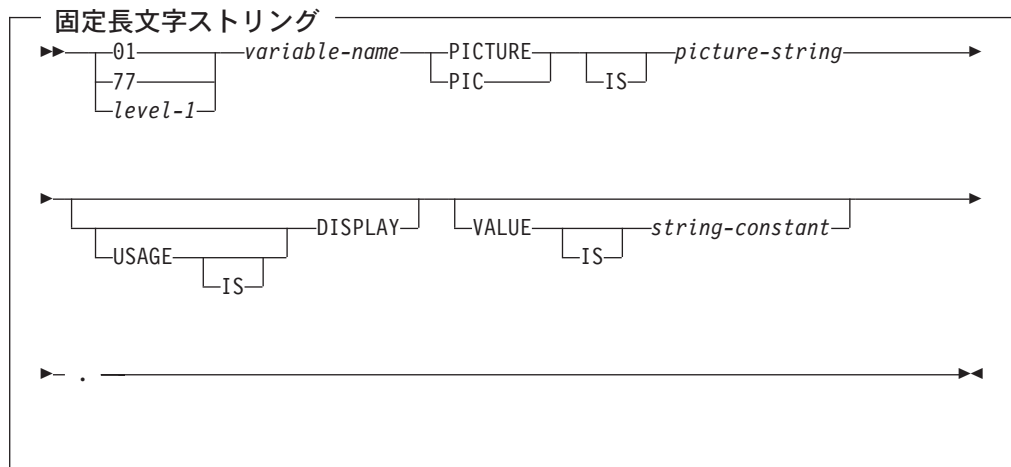 固定長文字ストリング
01 variable-name PICTURE picture-string
77 PIC IS
level-1
DISPLAY VALUE string-constant
USAGE IS
IS
.